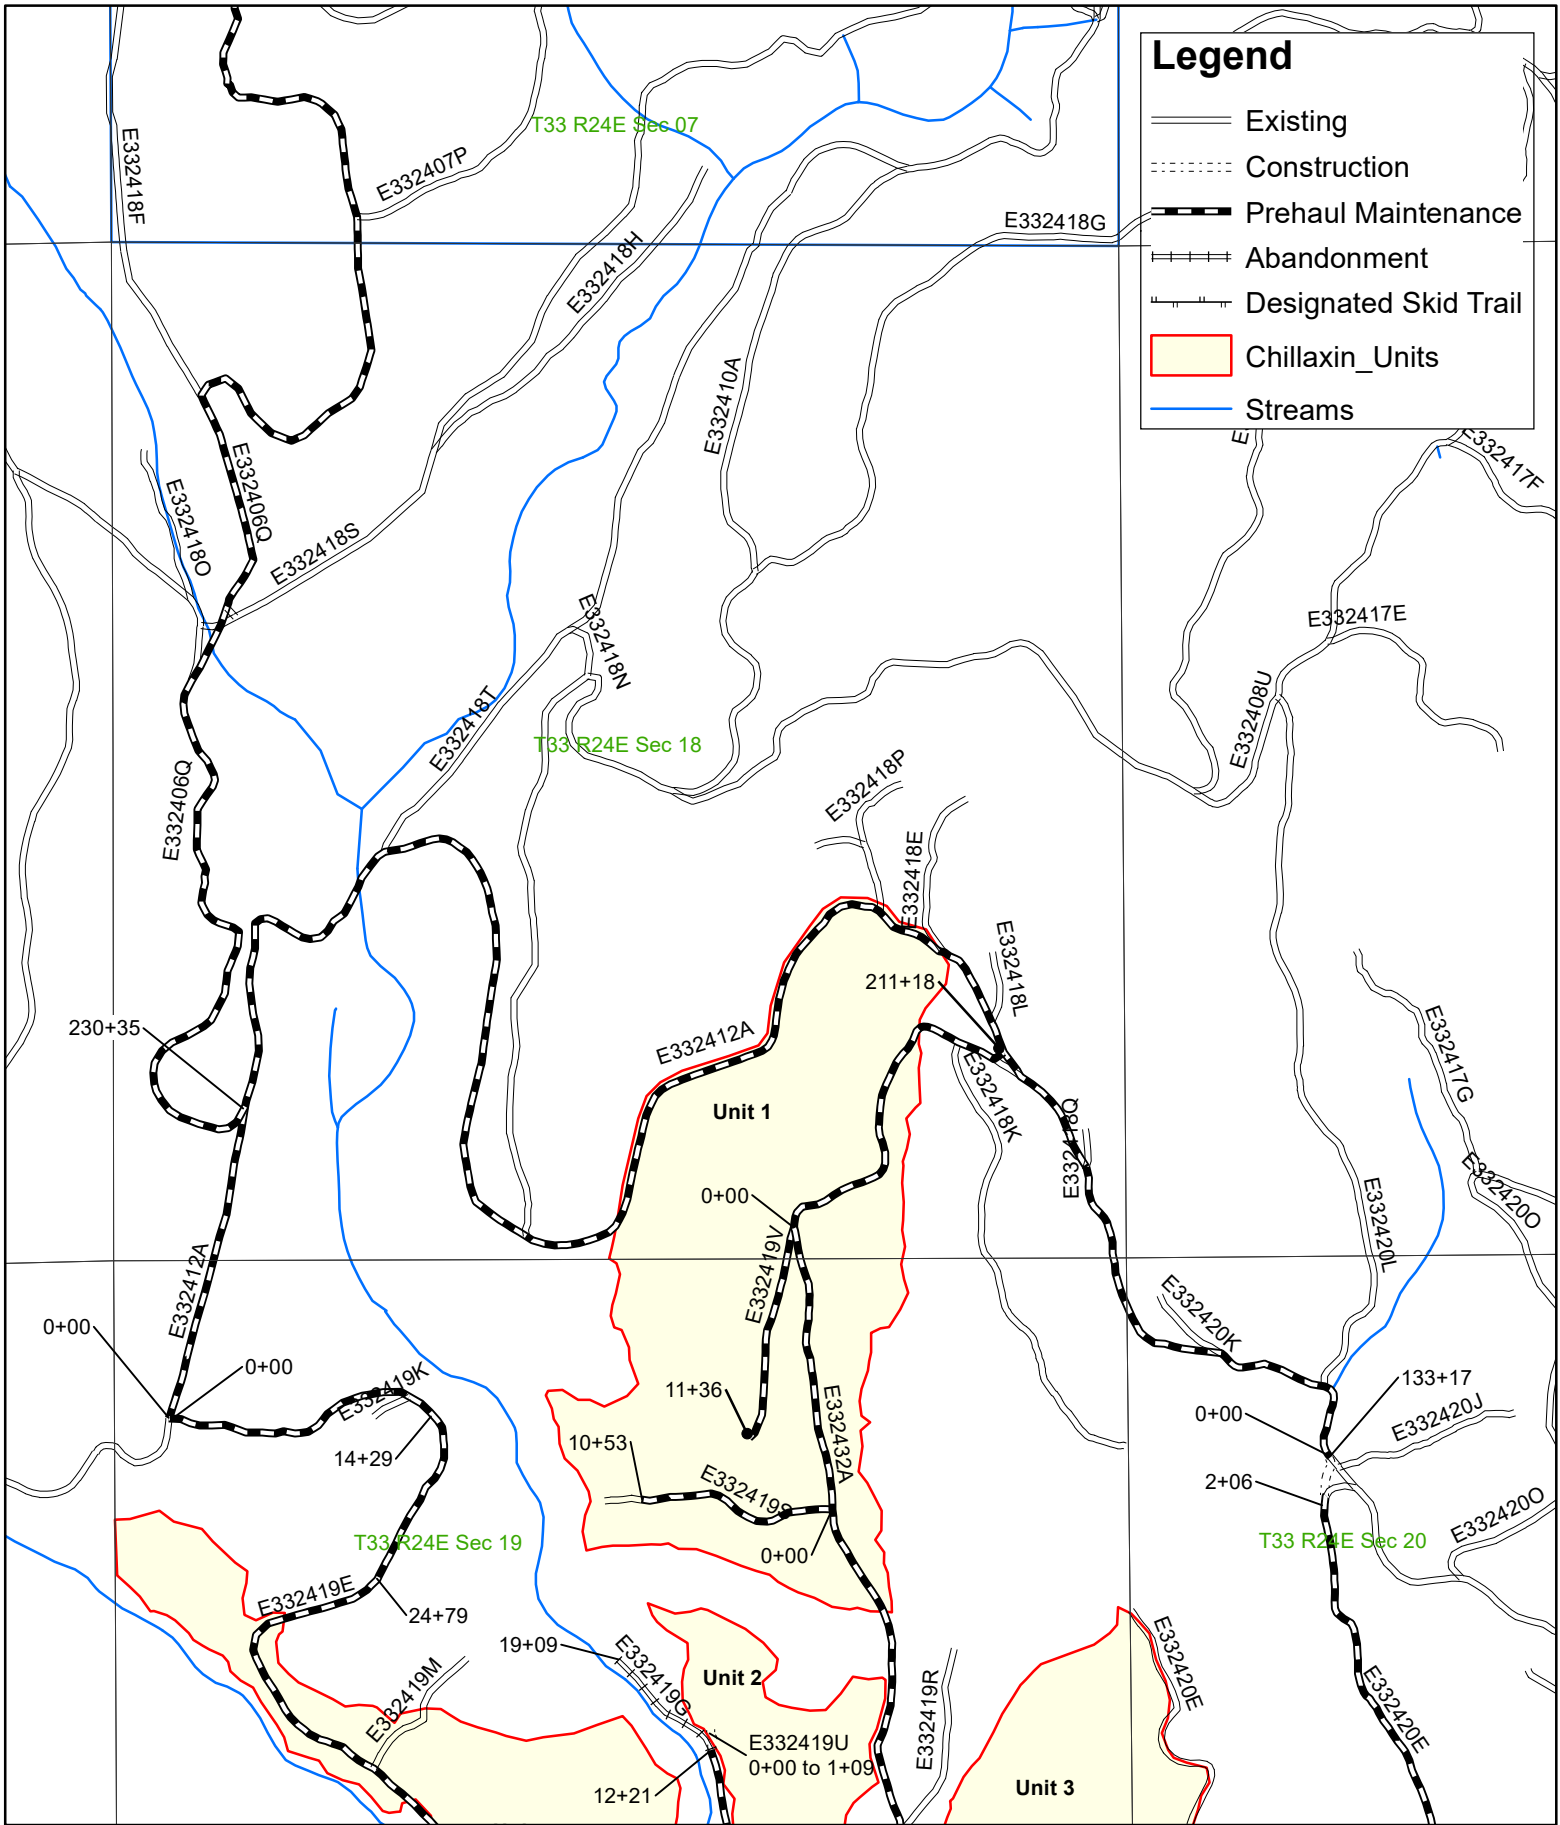 Legend
Existing
Construction
Prehaul Maintenance
Abandonment
Designated Skid Trail
Chillaxin_Units
Streams
T33 R24E Sec 07
E332418F
E332407P
E332418G
E332418H
E332410A
E332406Q
E332418O
E332418S
E332417F
E332417E
E332418N
E332408U
E332418T
T33 R24E Sec 18
E332406Q
E332418P
E332418E
E332418L
211+18
230+35
E332412A
E332417G
Unit 1
E332418K
E332418Q
E332420O
0+00
E332420L
E332419V
E332412A
E332420K
0+00
0+00
E332419K
11+36
E332432A
133+17
0+00
E332420J
10+53
14+29
E332419S
2+06
E332420O
T33 R24E Sec 19
0+00
T33 R24E Sec 20
E332419E
24+79
19+09
E332419G
E332419M
Unit 2
E332419R
E332420E
E332420E
E332419U
0+00 to 1+09
12+21
Unit 3